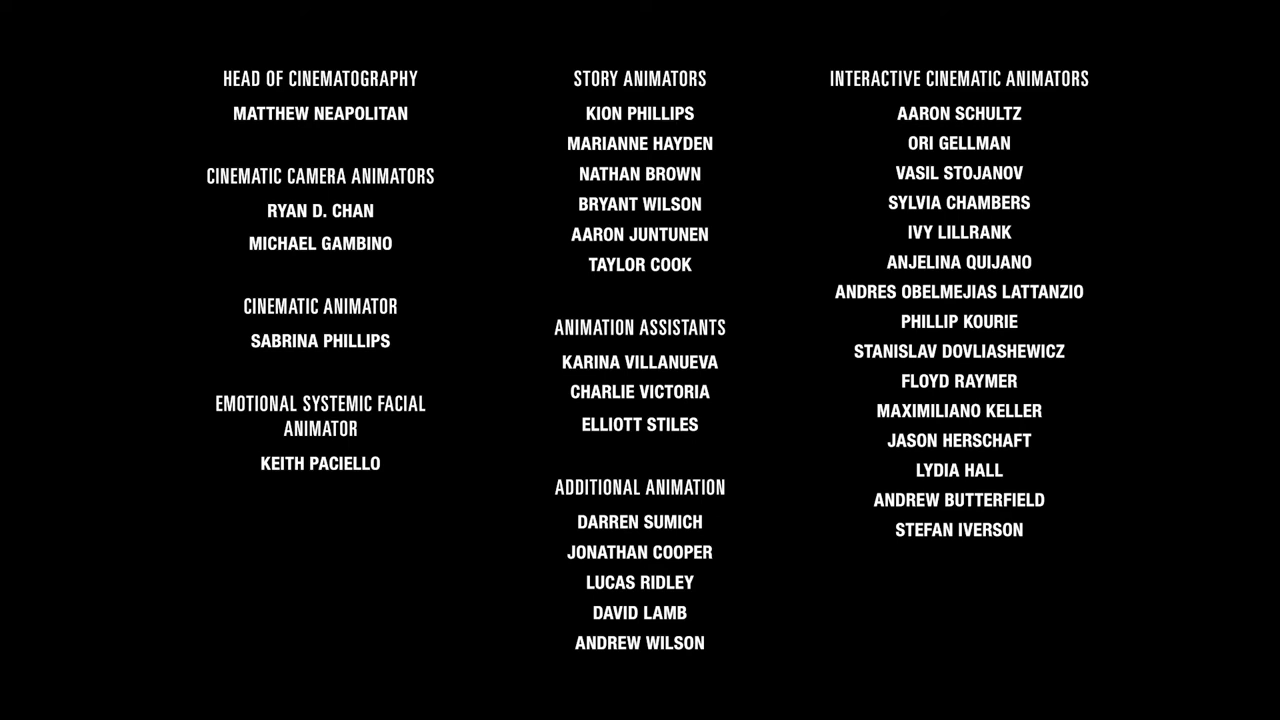 HEAD OF CINEMATOGRAPHY
MATTHEW NEAPOLITAN
CINEMATIC CAMERA ANIMATORS
RYAN D. CHAN
MICHAEL GAMBINO
CINEMATIC ANIMATOR
SABRINA PHILLIPS
EMOTIONAL SYSTEMIC FACIAL
ANIMATOR
KEITH PACIELLO
STORY ANIMATORS
KION PHILLIPS
MARIANNE HAYDEN
NATHAN BROWN
BRYANT WILSON
AARON JUNTUNEN
TAYLOR COOK
ANIMATION ASSISTANTS
KARINA VILLANUEVA
CHARLIE VICTORIA
ELLIOTT STILES
ADDITIONAL ANIMATION
DARREN SUMICH
JONATHAN COOPER
LUCAS RIDLEY
DAVID LAMB
ANDREW WILSON
INTERACTIVE CINEMATIC ANIMATORS
AARON SCHULTZ
ORI GELLMAN
VASIL STOJANOV
SYLVIA CHAMBERS
IVY LILLRANK
ANJELINA QUIJANO
ANDRES OBELMEJIAS LATTANZIO
PHILLIP KOURIE
STANISLAV DOVLIASHEWICZ
FLOYD RAYMER
MAXIMILIANO KELLER
JASON HERSCHAFT
LYDIA HALL
ANDREW BUTTERFIELD
STEFAN IVERSON